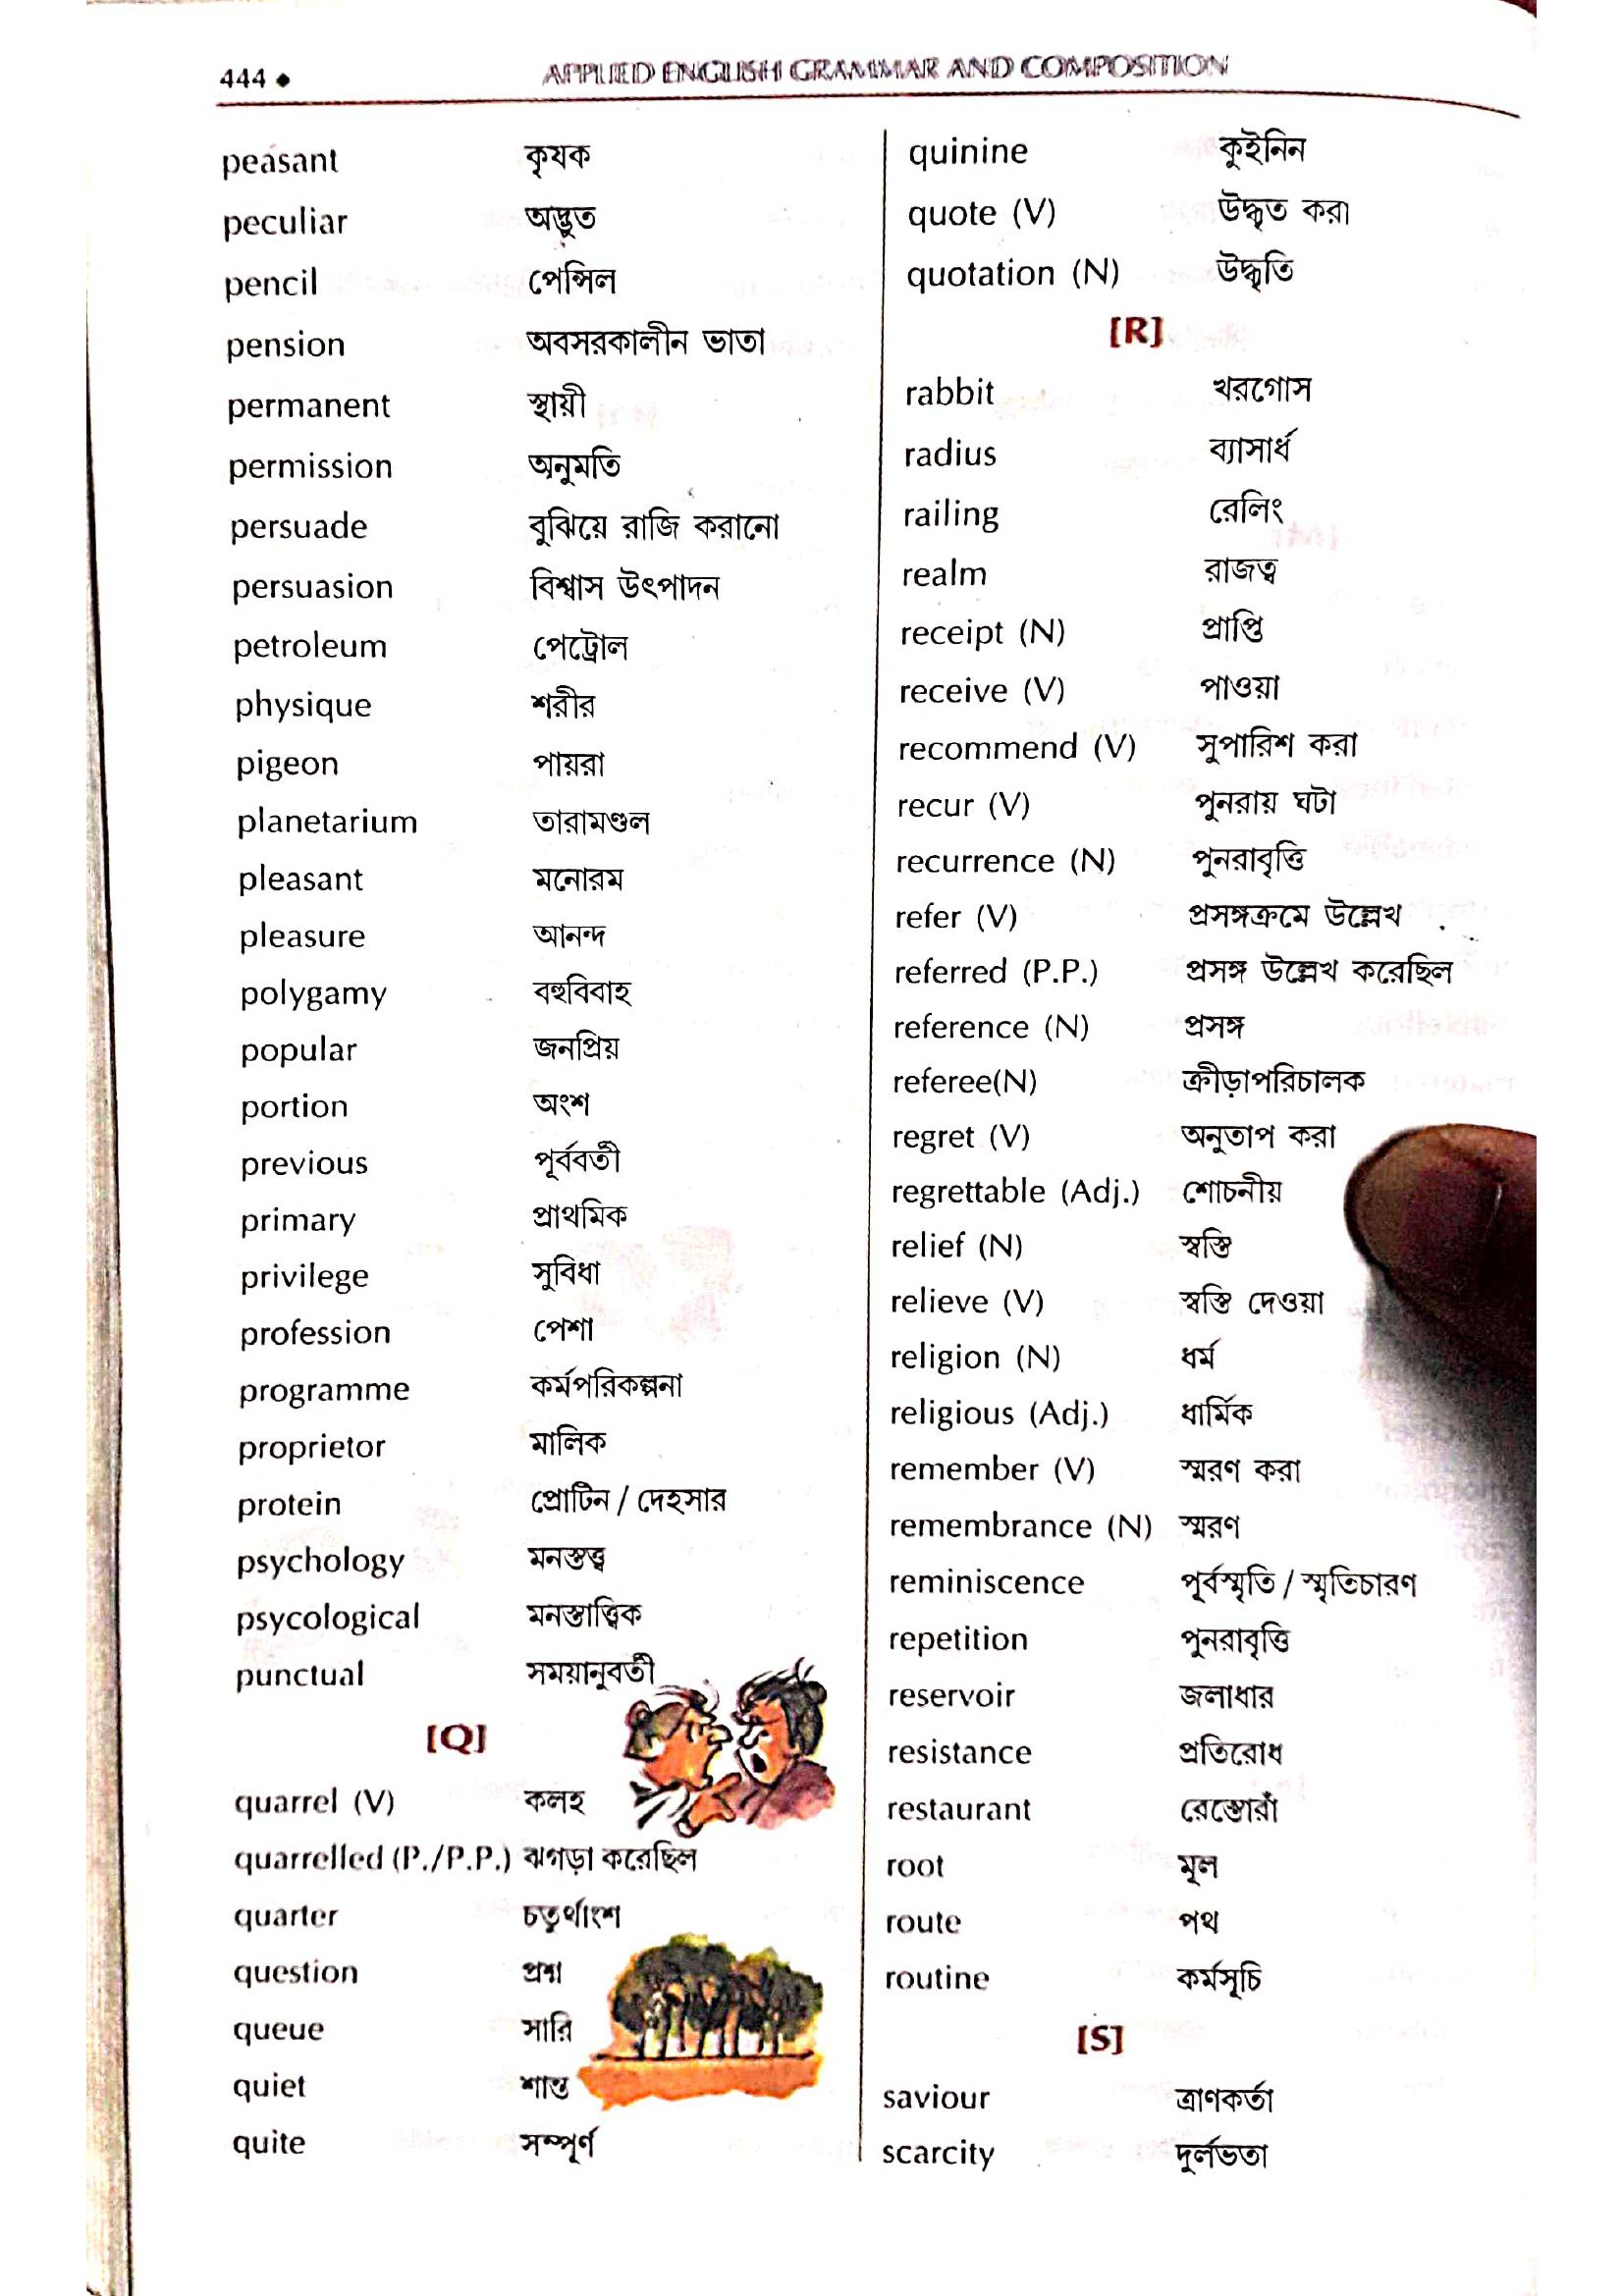 444 ◆ APPLIED ENGLISH GRAMMAR AND COMPOSITION
peasant কৃষক
peculiar অদ্ভুত
pencil পেন্সিল
pension অবসরকালীন ভাতা
permanent স্থায়ী
permission অনুমতি
persuade বুঝিয়ে রাজি করানো
persuasion বিশ্বাস উৎপাদন
petroleum পেট্রোল
physique শরীর
pigeon পায়রা
planetarium তারামণ্ডল
pleasant মনোরম
pleasure আনন্দ
polygamy বহুবিবাহ
popular জনপ্রিয়
portion অংশ
previous পূর্ববর্তী
primary প্রাথমিক
privilege সুবিধা
profession পেশা
programme কর্মপরিকল্পনা
proprietor মালিক
protein প্রোটিন / দেহসার
psychology মনস্তত্ত্ব
psycological মনস্তাত্ত্বিক
punctual সময়ানুবর্তী
[Q]
quarrel (V) কলহ
quarrelled (P./P.P.) ঝগড়া করেছিল
quarter চতুর্থাংশ
question প্রশ্ন
queue সারি
quiet শান্ত
quite সম্পূর্ণ
quinine কুইনিন
quote (V) উদ্ধৃত করা
quotation (N) উদ্ধৃতি
[R]
rabbit খরগোস
radius ব্যাসার্ধ
railing রেলিং
realm রাজত্ব
receipt (N) প্রাপ্তি
receive (V) পাওয়া
recommend (V) সুপারিশ করা
recur (V) পুনরায় ঘটা
recurrence (N) পুনরাবৃত্তি
refer (V) প্রসঙ্গক্রমে উল্লেখ
referred (P.P.) প্রসঙ্গ উল্লেখ করেছিল
reference (N) প্রসঙ্গ
referee(N) ক্রীড়াপরিচালক
regret (V) অনুতাপ করা
regrettable (Adj.) শোচনীয়
relief (N) স্বস্তি
relieve (V) স্বস্তি দেওয়া
religion (N) ধর্ম
religious (Adj.) ধার্মিক
remember (V) স্মরণ করা
remembrance (N) স্মরণ
reminiscence পূর্বস্মৃতি / স্মৃতিচারণ
repetition পুনরাবৃত্তি
reservoir জলাধার
resistance প্রতিরোধ
restaurant রেস্তোরাঁ
root মূল
route পথ
routine কর্মসূচি
[S]
saviour ত্রাণকর্তা
scarcity দুর্লভতা